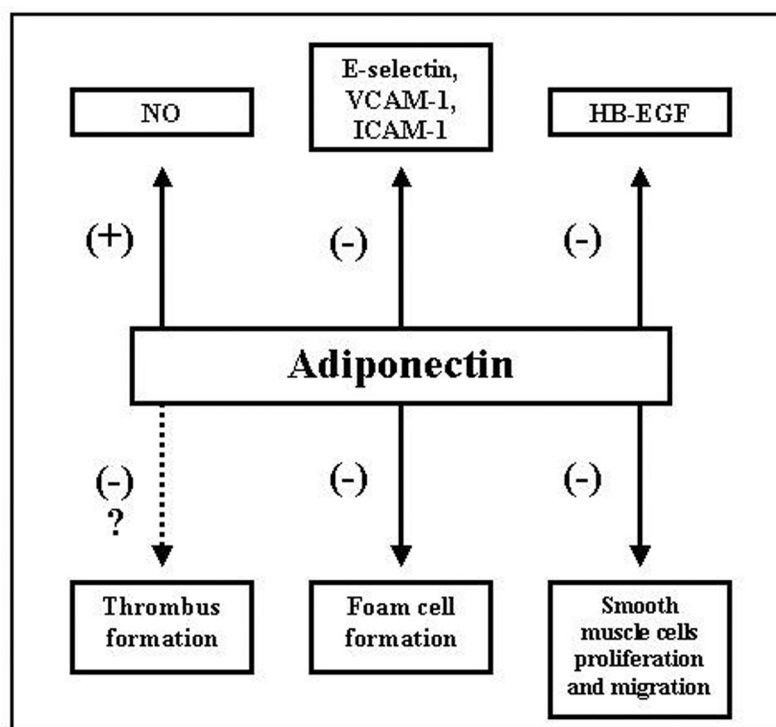 NO
E-selectin,
VCAM-1,
ICAM-1
HB-EGF
(+)
(-)
(-)
Adiponectin
(-)
?
(-)
(-)
Thrombus
formation
Foam cell
formation
Smooth
muscle cells
proliferation
and migration